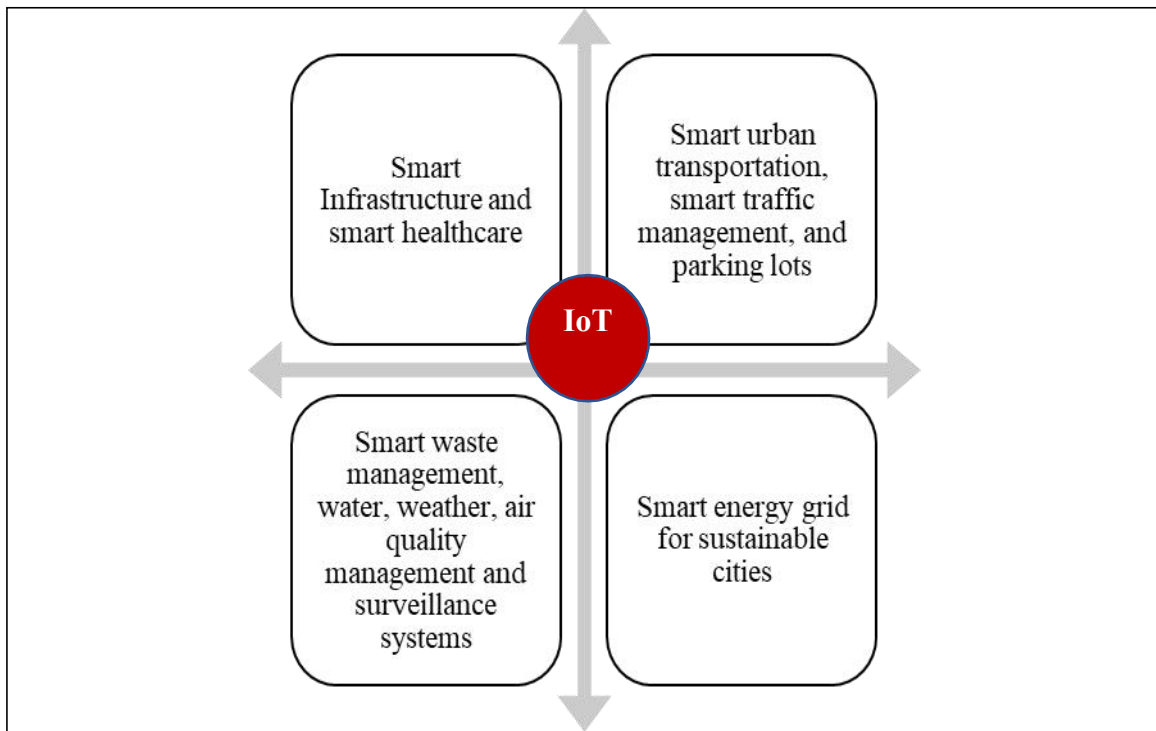 Smart
Infrastructure and
smart healthcare
Smart urban
transportation,
smart traffic
management, and
parking lots
IoT
Smart waste
management,
water, weather, air
quality
management and
surveillance
systems
Smart energy grid
for sustainable
cities